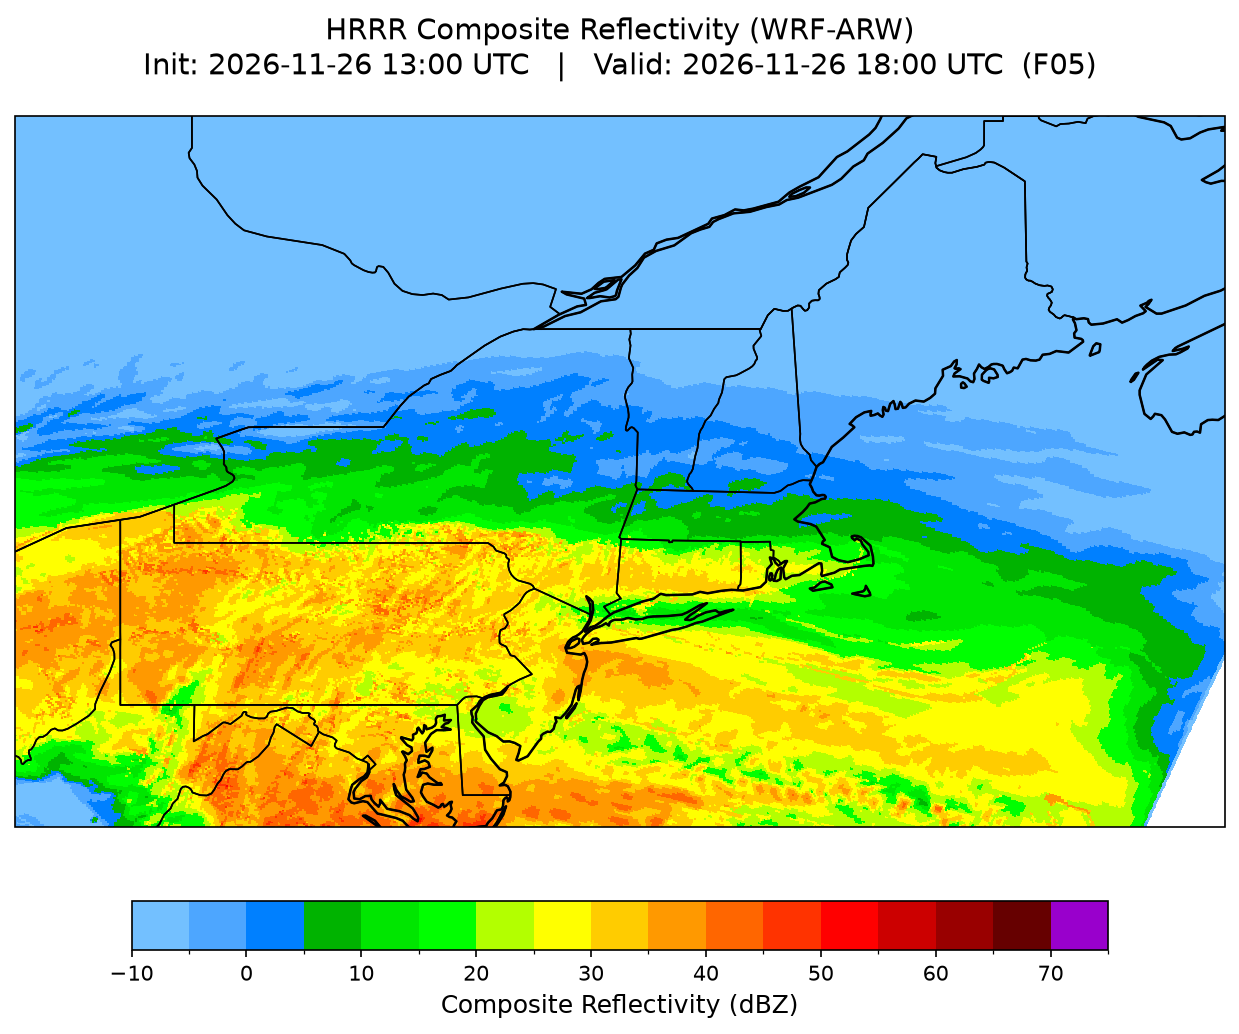 HRRR Composite Reflectivity (WRF-ARW)
Init: 2026-11-26 13:00 UTC | Valid: 2026-11-26 18:00 UTC (F05)
−10 0 10 20 30 40 50 60 70
Composite Reflectivity (dBZ)